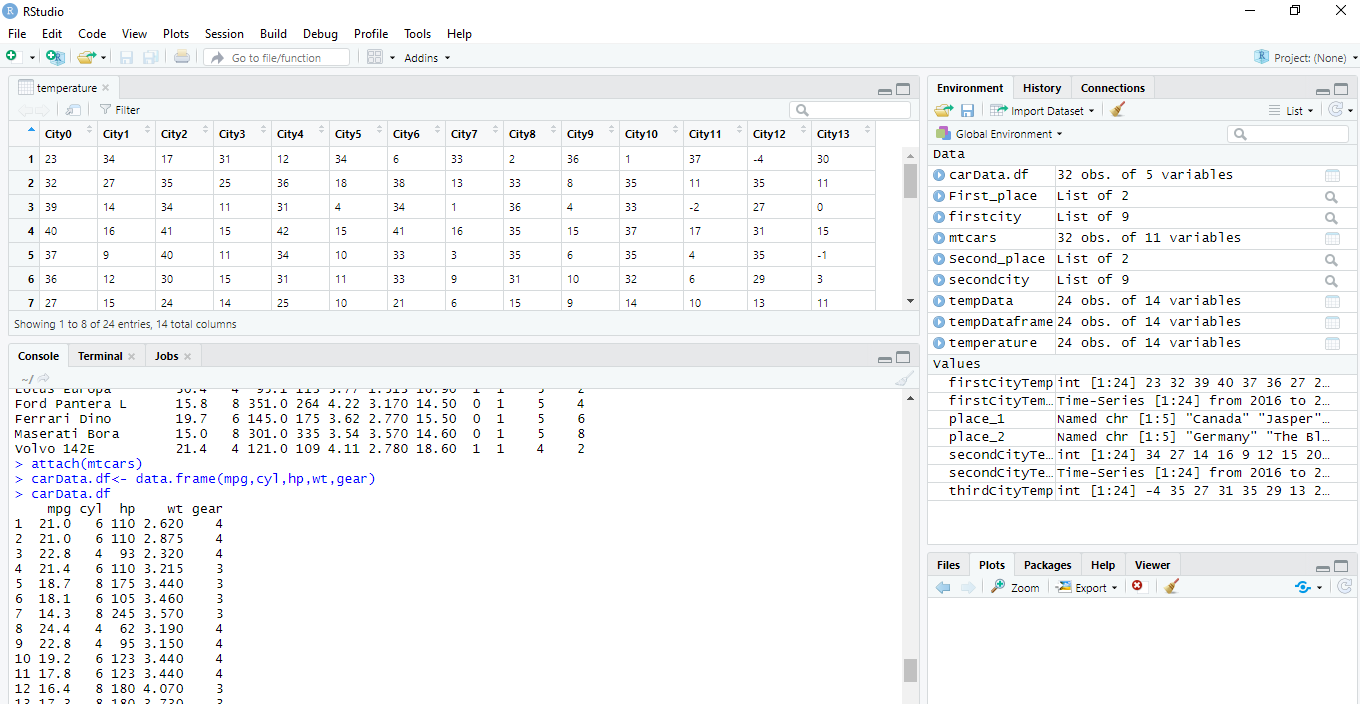 RStudio
File Edit Code View Plots Session Build Debug Profile Tools Help
Go to file/function Addins Project: (None)
temperature
Filter
City0 City1 City2 City3 City4 City5 City6 City7 City8 City9 City10 City11 City12 City13
1 23 34 17 31 12 34 6 33 2 36 1 37 -4 30
2 32 27 35 25 36 18 38 13 33 8 35 11 35 11
3 39 14 34 11 31 4 34 1 36 4 33 -2 27 0
4 40 16 41 15 42 15 41 16 35 15 37 17 31 15
5 37 9 40 11 34 10 33 3 35 6 35 4 35 -1
6 36 12 30 15 31 11 33 9 31 10 32 6 29 3
7 27 15 24 14 25 10 21 6 15 9 14 10 13 11
Showing 1 to 8 of 24 entries, 14 total columns
Console Terminal Jobs
~/
Lotus Europa 30.4 4 95.1 113 3.77 1.513 16.90 1 1 5 2
Ford Pantera L 15.8 8 351.0 264 4.22 3.170 14.50 0 1 5 4
Ferrari Dino 19.7 6 145.0 175 3.62 2.770 15.50 0 1 5 6
Maserati Bora 15.0 8 301.0 335 3.54 3.570 14.60 0 1 5 8
Volvo 142E 21.4 4 121.0 109 4.11 2.780 18.60 1 1 4 2
> attach(mtcars)
> carData.df<- data.frame(mpg,cyl,hp,wt,gear)
> carData.df
mpg cyl hp wt gear
1 21.0 6 110 2.620 4
2 21.0 6 110 2.875 4
3 22.8 4 93 2.320 4
4 21.4 6 110 3.215 3
5 18.7 8 175 3.440 3
6 18.1 6 105 3.460 3
7 14.3 8 245 3.570 3
8 24.4 4 62 3.190 4
9 22.8 4 95 3.150 4
10 19.2 6 123 3.440 4
11 17.8 6 123 3.440 4
12 16.4 8 180 4.070 3
13 17.3 8 180 3.730 3
Environment History Connections
Import Dataset List
Global Environment
Data
carData.df 32 obs. of 5 variables
First_place List of 2
firstcity List of 9
mtcars 32 obs. of 11 variables
Second_place List of 2
secondcity List of 9
tempData 24 obs. of 14 variables
tempDataframe 24 obs. of 14 variables
temperature 24 obs. of 14 variables
Values
firstCityTemp int [1:24] 23 32 39 40 37 36 27 2…
firstCityTem… Time-Series [1:24] from 2016 to 2…
place_1 Named chr [1:5] "Canada" "Jasper"…
place_2 Named chr [1:5] "Germany" "The Bl…
secondCityTe… int [1:24] 34 27 14 16 9 12 15 20…
secondCityTe… Time-Series [1:24] from 2016 to 2…
thirdCityTemp int [1:24] -4 35 27 31 35 29 13 2…
Files Plots Packages Help Viewer
Zoom Export